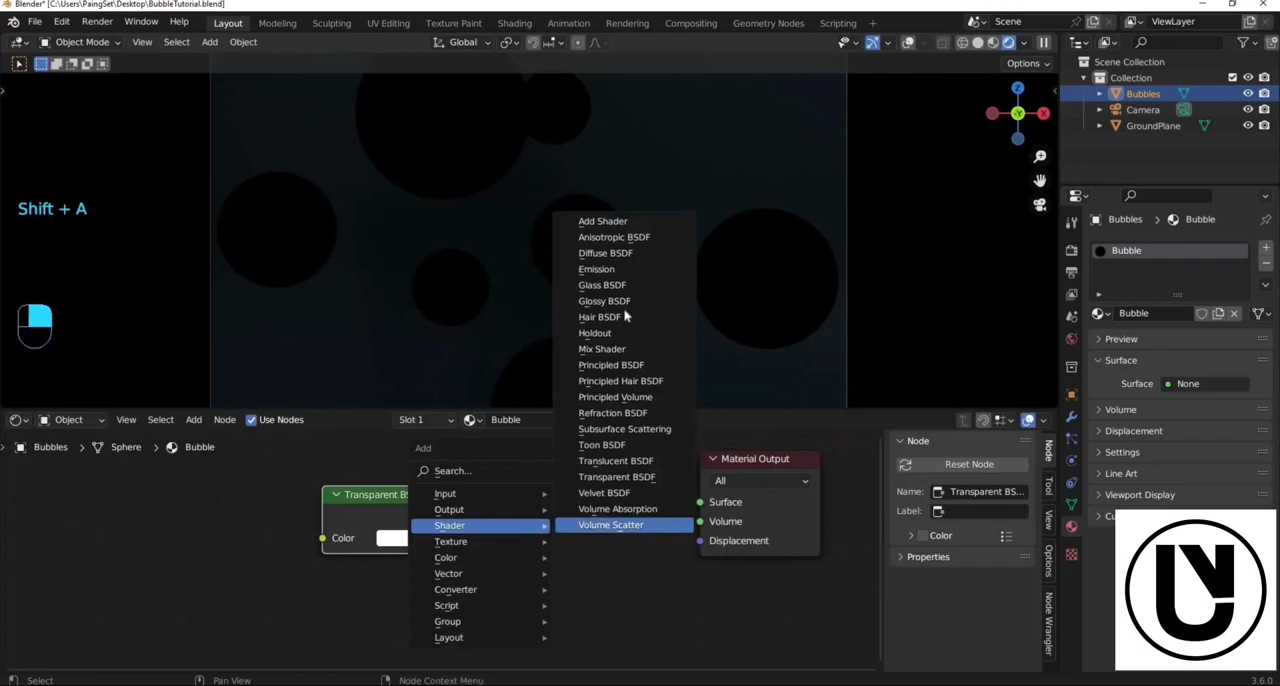 Blender* [C:\Users\PaingSet\Desktop\BubbleTutorial.blend]
File Edit Render Window Help Layout Modeling Sculpting UV Editing Texture Paint Shading Animation Rendering Compositing Geometry Nodes Scripting + Scene ViewLayer
Object Mode View Select Add Object Global
Options
Scene Collection
Collection
Bubbles
Camera
GroundPlane
Z
-Y
X
Shift + A
Bubbles > Bubble
Bubble
Bubble
Preview
Surface
Surface None
Volume
Displacement
Settings
Line Art
Viewport Display
Add Shader
Anisotropic BSDF
Diffuse BSDF
Emission
Glass BSDF
Glossy BSDF
Hair BSDF
Holdout
Mix Shader
Principled BSDF
Principled Hair BSDF
Principled Volume
Refraction BSDF
Subsurface Scattering
Toon BSDF
Translucent BSDF
Transparent BSDF
Velvet BSDF
Volume Absorption
Volume Scatter
Object View Select Add Node Use Nodes Slot 1 Bubble
Bubbles > Sphere > Bubble
Transparent BS
Color
Add
Search...
Input
Output
Shader
Texture
Color
Vector
Converter
Script
Group
Layout
Material Output
All
Surface
Volume
Displacement
Node
Reset Node
Name: Transparent BS...
Label:
Color
Properties
Node
Tool
View
Options
Node Wrangler
Select Pan View Node Context Menu 3.6.0